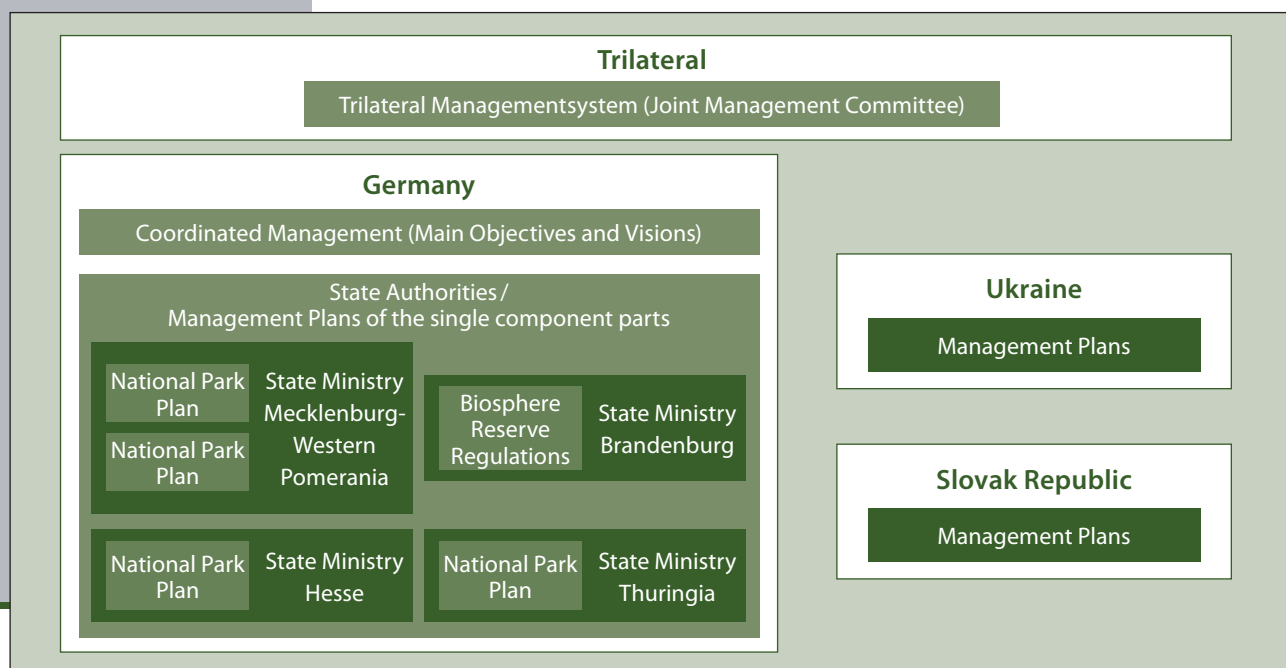 Trilateral
Trilateral Managementsystem (Joint Management Committee)
Germany
Coordinated Management (Main Objectives and Visions)
State Authorities /
Management Plans of the single component parts
National Park
Plan
National Park
Plan
State Ministry
Mecklenburg-
Western
Pomerania
Biosphere
Reserve
Regulations
State Ministry
Brandenburg
National Park
Plan
State Ministry
Hesse
National Park
Plan
State Ministry
Thuringia
Ukraine
Management Plans
Slovak Republic
Management Plans